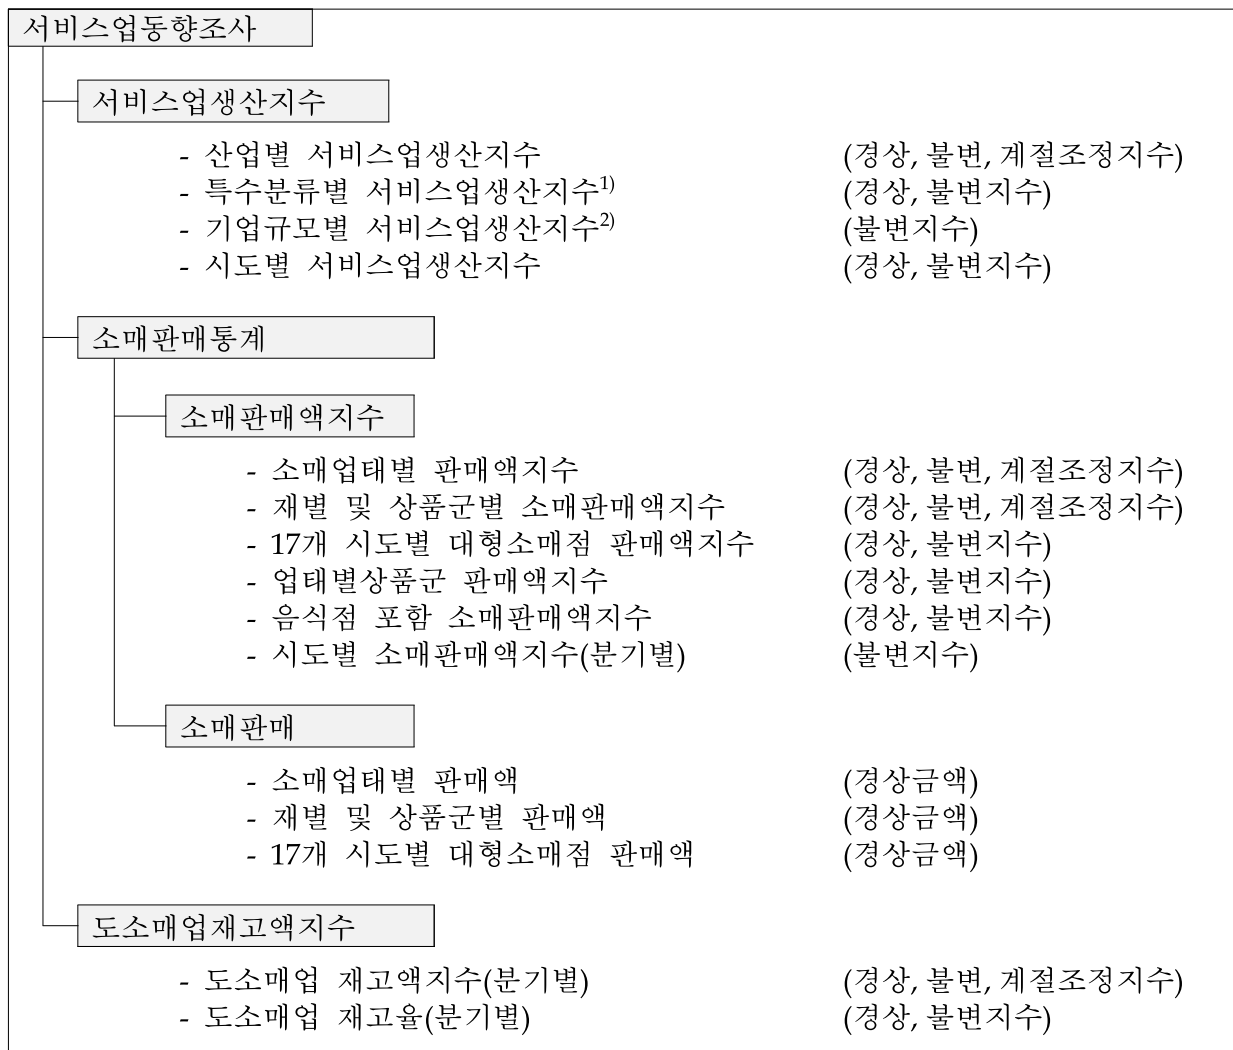 서비스업동향조사
서비스업생산지수
- 산업별 서비스업생산지수 (경상, 불변, 계절조정지수)
- 특수분류별 서비스업생산지수1) (경상, 불변지수)
- 기업규모별 서비스업생산지수2) (불변지수)
- 시도별 서비스업생산지수 (경상, 불변지수)
소매판매통계
소매판매액지수
- 소매업태별 판매액지수 (경상, 불변, 계절조정지수)
- 재별 및 상품군별 소매판매액지수 (경상, 불변, 계절조정지수)
- 17개 시도별 대형소매점 판매액지수 (경상, 불변지수)
- 업태별상품군 판매액지수 (경상, 불변지수)
- 음식점 포함 소매판매액지수 (경상, 불변지수)
- 시도별 소매판매액지수(분기별) (불변지수)
소매판매
- 소매업태별 판매액 (경상금액)
- 재별 및 상품군별 판매액 (경상금액)
- 17개 시도별 대형소매점 판매액 (경상금액)
도소매업재고액지수
- 도소매업 재고액지수(분기별) (경상, 불변, 계절조정지수)
- 도소매업 재고율(분기별) (경상, 불변지수)